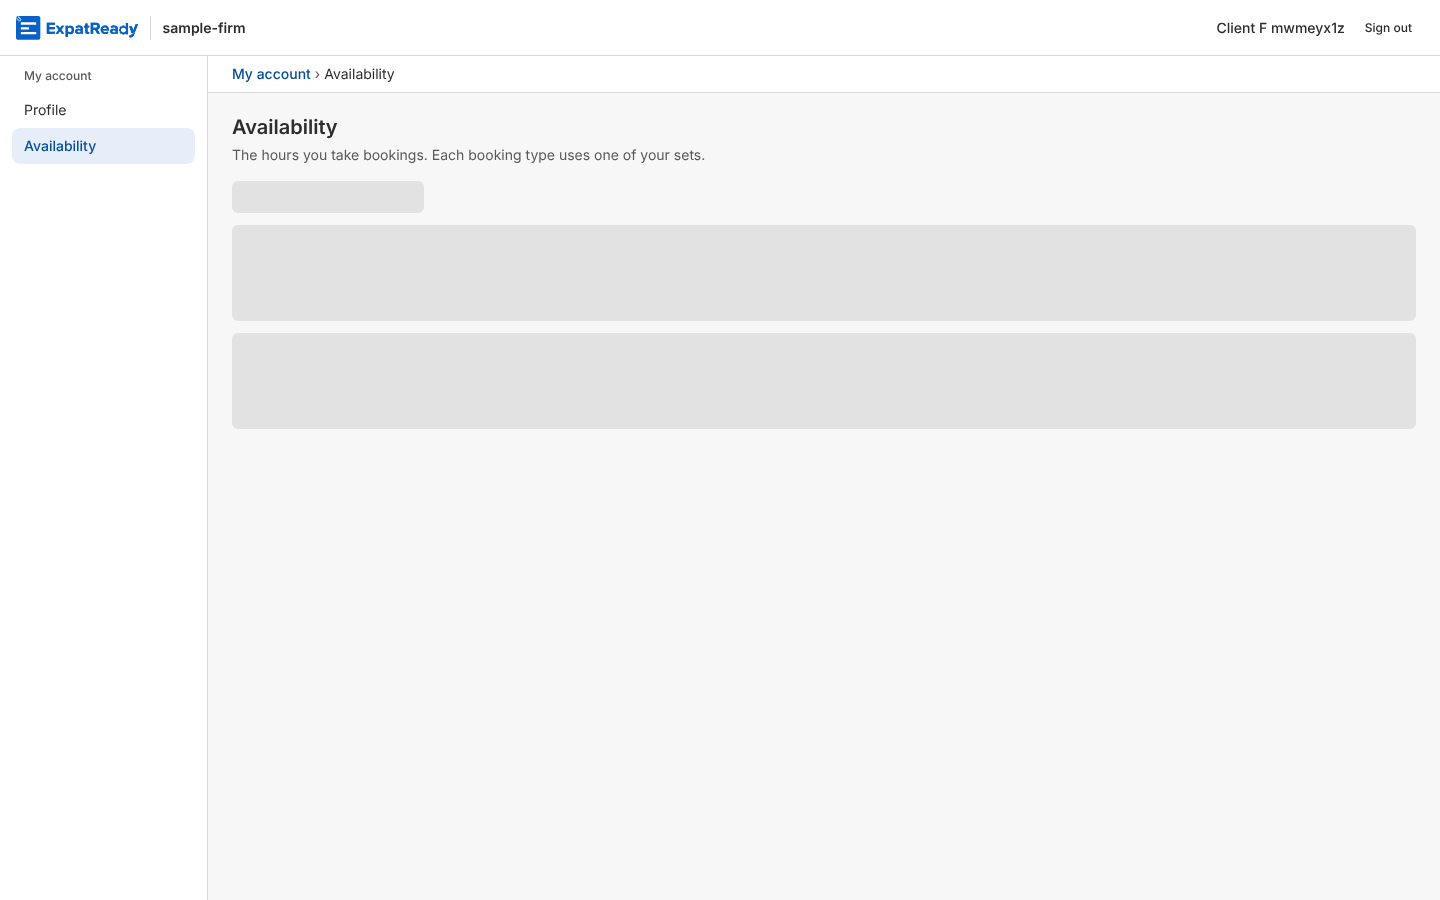 ExpatReady
sample-firm
Client F mwmeyx1z
Sign out
My account
Profile
Availability
My account › Availability
Availability
The hours you take bookings. Each booking type uses one of your sets.